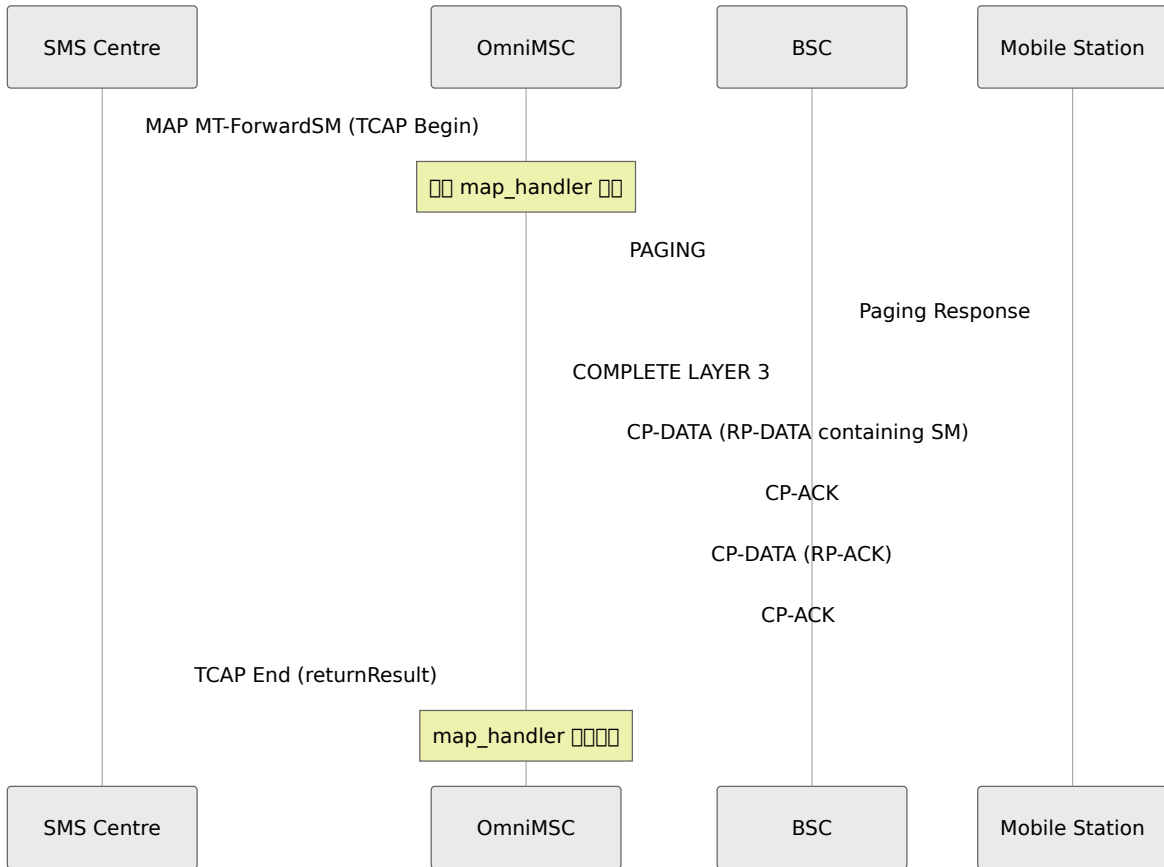 SMS Centre
OmniMSC
BSC
Mobile Station
MAP MT-ForwardSM (TCAP Begin)
map_handler
PAGING
Paging Response
COMPLETE LAYER 3
CP-DATA (RP-DATA containing SM)
CP-ACK
CP-DATA (RP-ACK)
CP-ACK
TCAP End (returnResult)
map_handler
SMS Centre
OmniMSC
BSC
Mobile Station